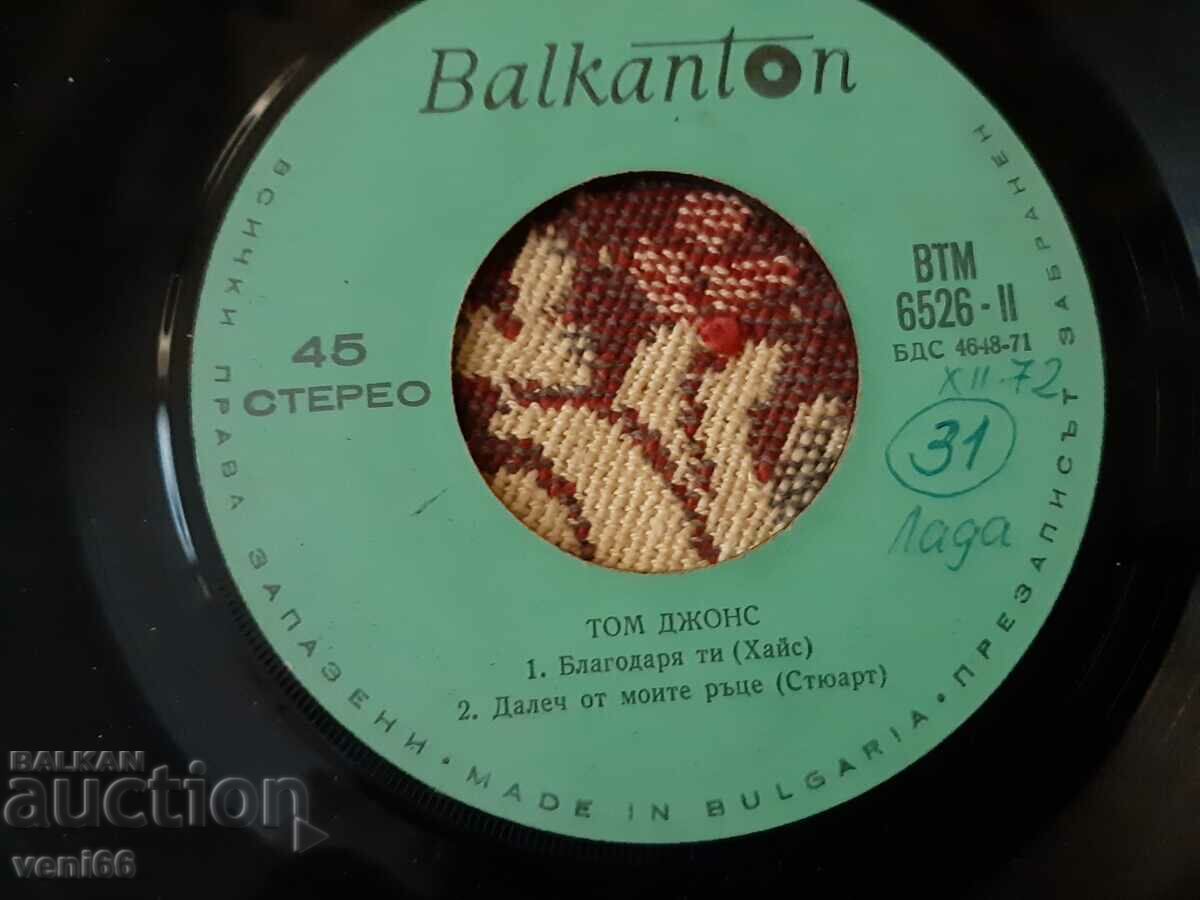 Balkanton
ВСИЧКИ ПРАВА ЗАПАЗЕНИ • MADE IN BULGARIA • ПРЕЗАПИСЪТ ЗАБРАНЕН
45
СТЕРЕО
ВТМ
6526 - II
БДС 4648-71
XII-72
31
Лада
ТОМ ДЖОНС
1. Благодаря ти (Хайс)
2. Далеч от моите ръце (Стюарт)
BALKAN
auction
veni66